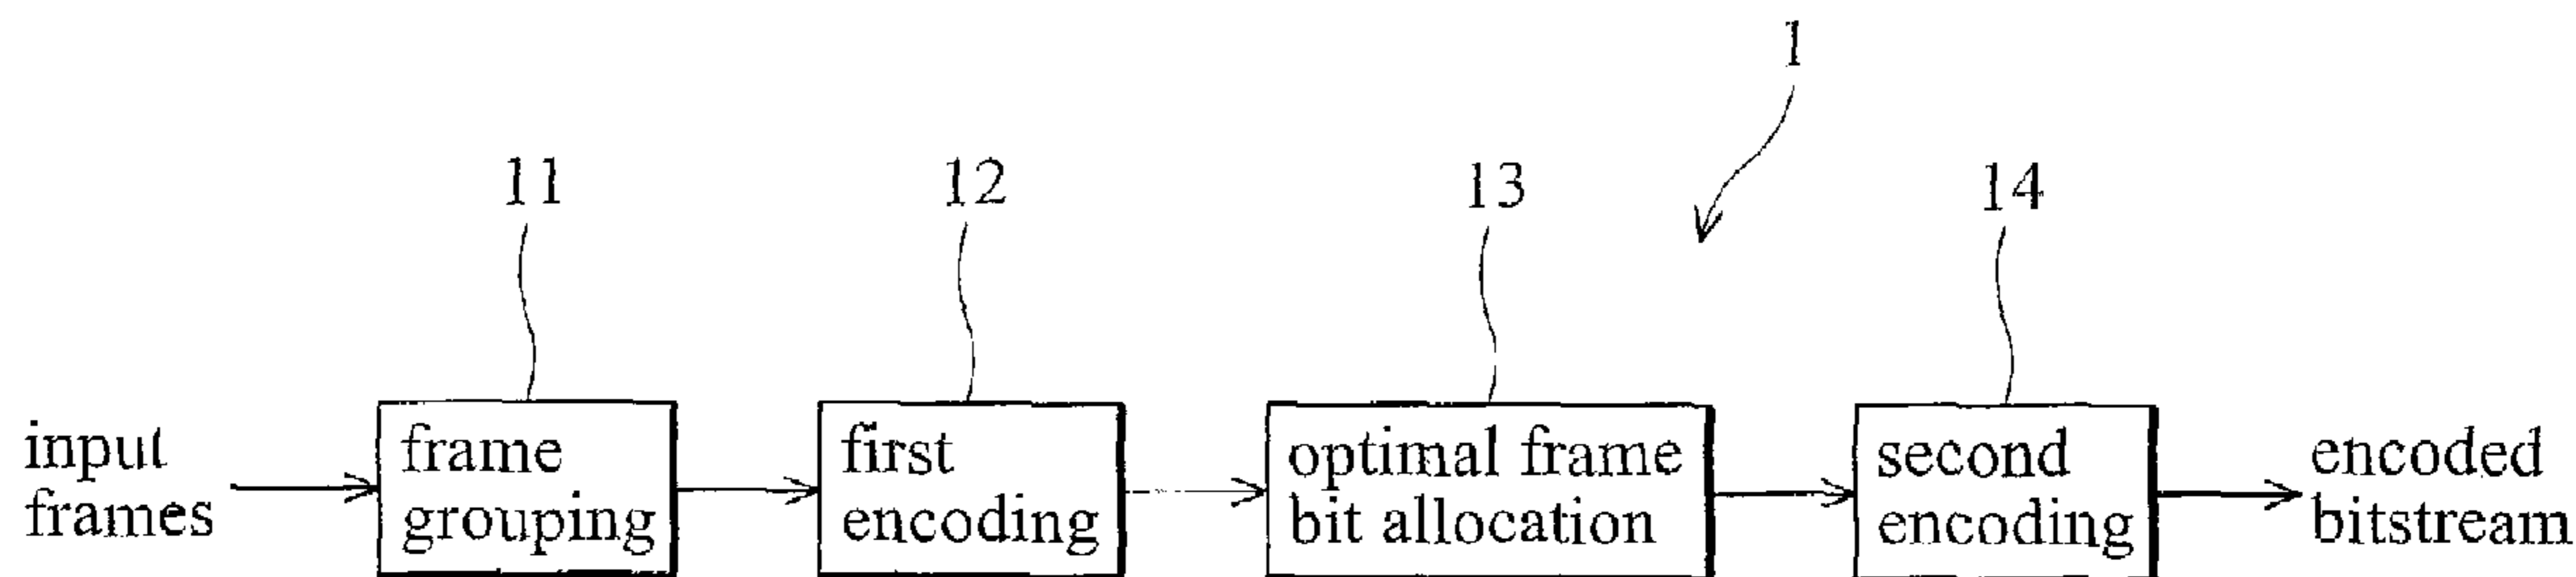 1
11
12
13
14
input
frames
frame
grouping
first
encoding
optimal frame
bit allocation
second
encoding
encoded
bitstream